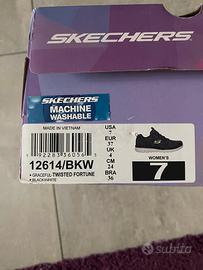 SKECHERS
SKECHERS
MACHINE
WASHABLE
MADE IN VIETNAM
12614/BKW
• GRACEFUL-TWISTED FORTUNE
• BLACK/WHITE
USA
7
EUR
37
UK
4
CM
24
BRA
36
WOMEN'S
7
subito